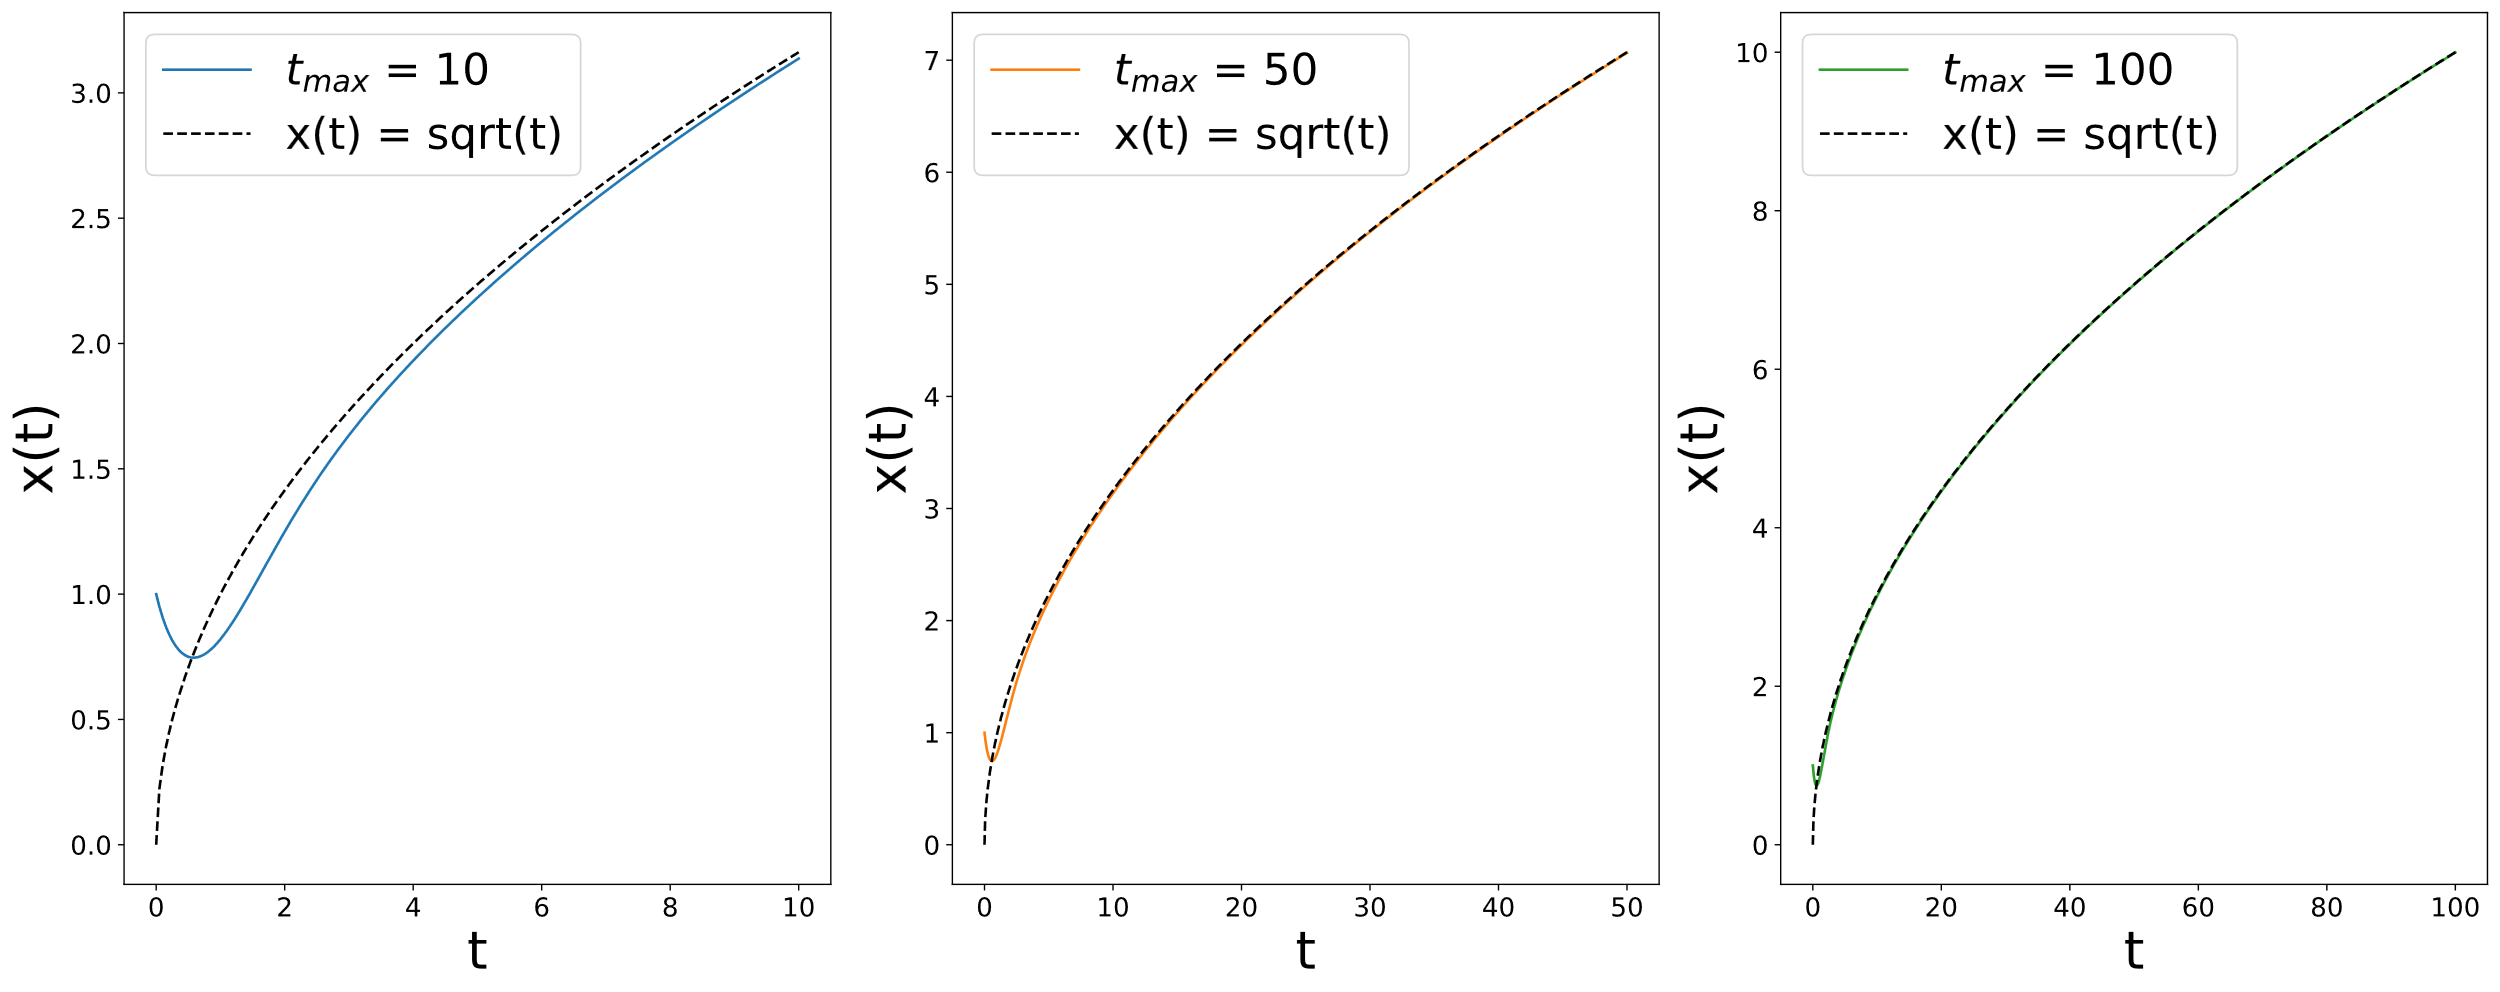 t_max = 10
x(t) = sqrt(t)
3.0
2.5
2.0
1.5
1.0
0.5
0.0
x(t)
0 2 4 6 8 10
t
t_max = 50
x(t) = sqrt(t)
7
6
5
4
3
2
1
0
x(t)
0 10 20 30 40 50
t
t_max = 100
x(t) = sqrt(t)
10
8
6
4
2
0
x(t)
0 20 40 60 80 100
t